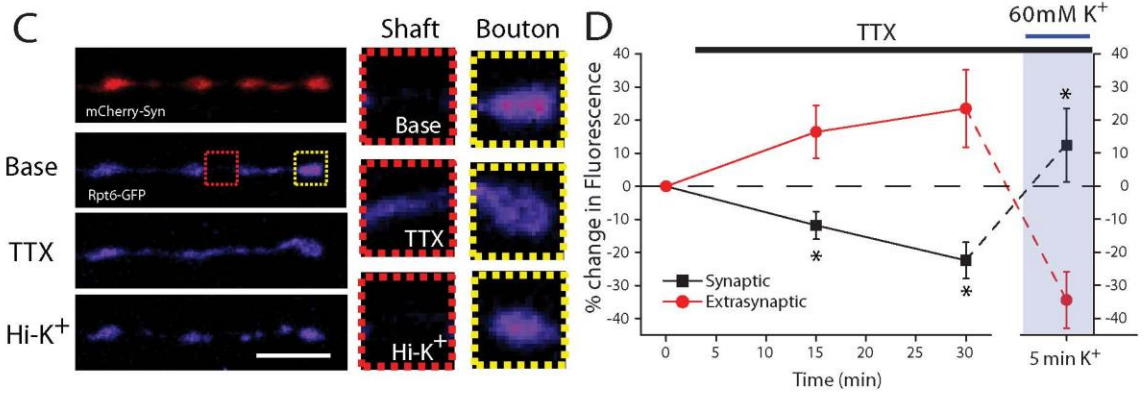 C
Shaft
Bouton
mCherry-Syn
Base
Rpt6-GFP
TTX
Hi-K+
Base
TTX
Hi-K+
D
TTX
60mM K+
% change in Fluorescence
40
30
20
10
0
-10
-20
-30
-40
40
30
20
10
0
-10
-20
-30
-40
*
*
*
Synaptic
Extrasynaptic
0 5 10 15 20 25 30
5 min K+
Time (min)